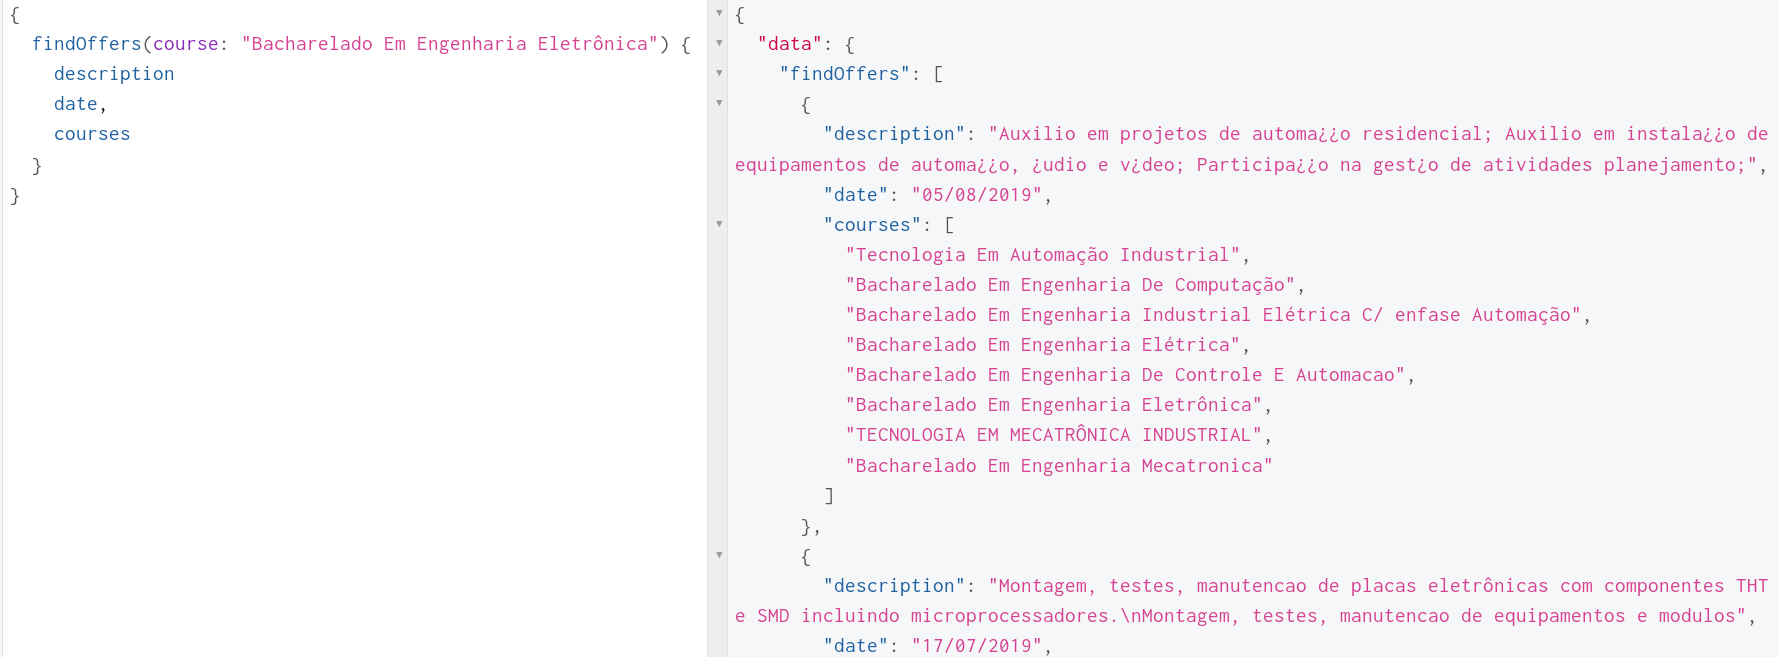 {
  findOffers(course: "Bacharelado Em Engenharia Eletrônica") {
    description
    date,
    courses
  }
}
{
  "data": {
    "findOffers": [
      {
        "description": "Auxilio em projetos de automa¿¿o residencial; Auxilio em instala¿¿o de
equipamentos de automa¿¿o, ¿udio e v¿deo; Participa¿¿o na gest¿o de atividades planejamento;",
        "date": "05/08/2019",
        "courses": [
          "Tecnologia Em Automação Industrial",
          "Bacharelado Em Engenharia De Computação",
          "Bacharelado Em Engenharia Industrial Elétrica C/ enfase Automação",
          "Bacharelado Em Engenharia Elétrica",
          "Bacharelado Em Engenharia De Controle E Automacao",
          "Bacharelado Em Engenharia Eletrônica",
          "TECNOLOGIA EM MECATRÔNICA INDUSTRIAL",
          "Bacharelado Em Engenharia Mecatronica"
        ]
      },
      {
        "description": "Montagem, testes, manutencao de placas eletrônicas com componentes THT
e SMD incluindo microprocessadores.\nMontagem, testes, manutencao de equipamentos e modulos",
        "date": "17/07/2019",